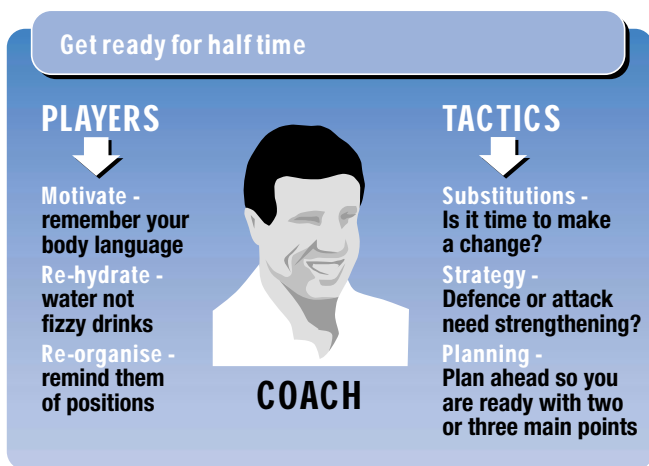 Get ready for half time
PLAYERS
Motivate -
remember your
body language
Re-hydrate -
water not
fizzy drinks
Re-organise -
remind them
of positions
COACH
TACTICS
Substitutions -
Is it time to make
a change?
Strategy -
Defence or attack
need strengthening?
Planning -
Plan ahead so you
are ready with two
or three main points